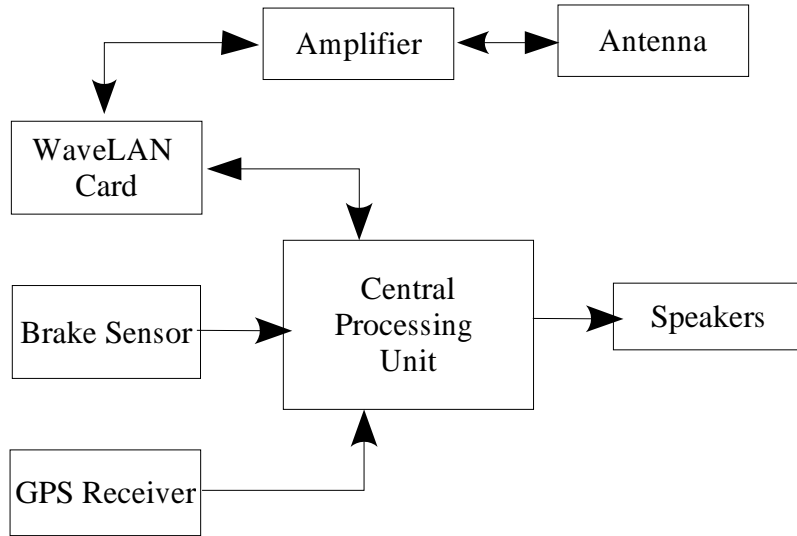 Amplifier
Antenna
WaveLAN
Card
Central
Processing
Unit
Brake Sensor
Speakers
GPS Receiver